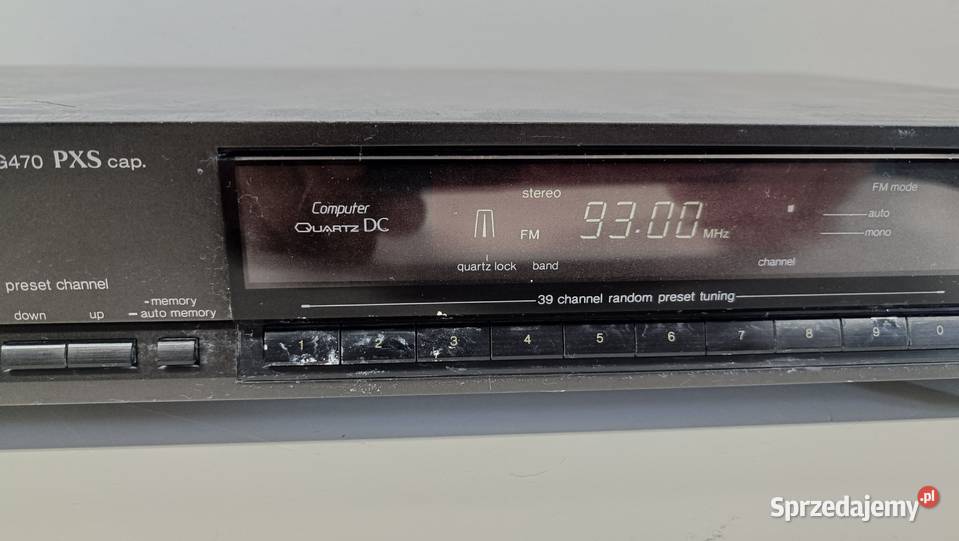 G470 PXS cap.
stereo
FM mode
Computer
QUARTZ DC
FM
93.00
MHz
auto
mono
quartz lock
band
channel
preset channel
39 channel random preset tuning
down
up
-memory
-auto memory
1 2 3 4 5 6 7 8 9 0
Sprzedajemy.pl